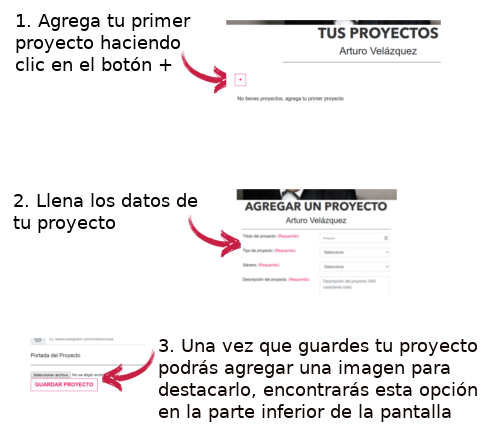 1. Agrega tu primer
proyecto haciendo
clic en el botón +
TUS PROYECTOS
Arturo Velázquez
+
No tienes proyectos, agrega tu primer proyecto
2. Llena los datos de
tu proyecto
AGREGAR UN PROYECTO
Arturo Velázquez
Título del proyecto: (Requerido)
Proyecto
Tipo de proyecto: (Requerido)
Seleccione
Género: (Requerido)
Seleccione
Descripción del proyecto: (Requerido)
Descripción del proyecto
caracteres máx)
Portada del Proyecto
Seleccionar archivo No se eligió
GUARDAR PROYECTO
3. Una vez que guardes tu proyecto
podrás agregar una imagen para
destacarlo, encontrarás esta opción
en la parte inferior de la pantalla